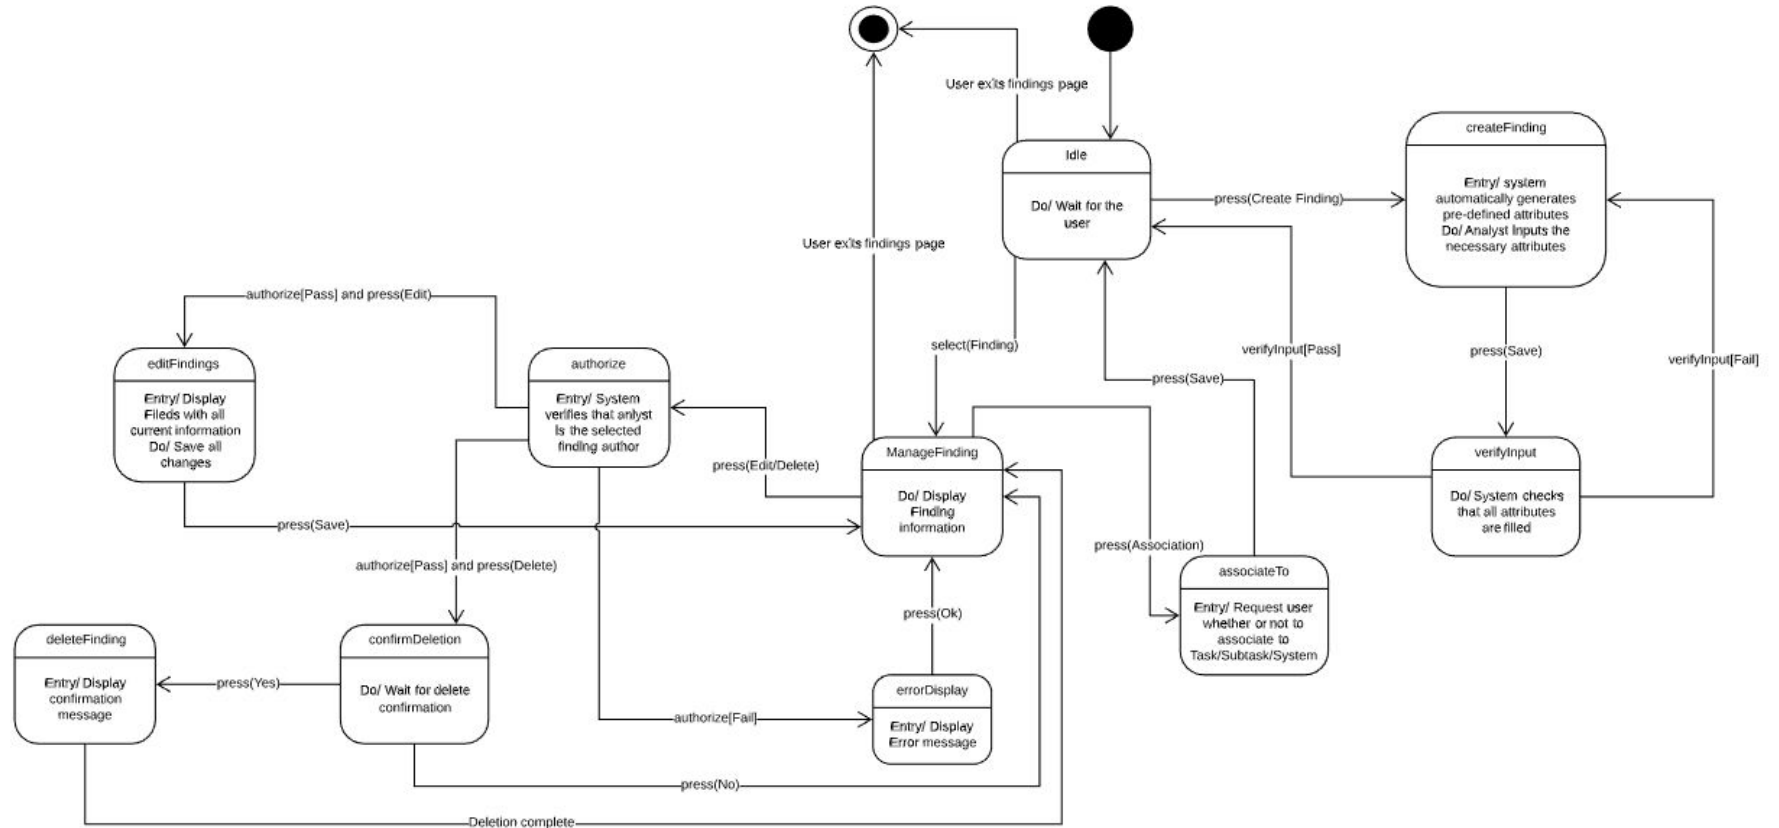 User exits findings page
createFinding
Entry/ system
automatically generates
pre-defined attributes
Do/ Analyst Inputs the
necessary attributes
Idle
Do/ Wait for the
user
press(Create Finding)
User exits findings page
authorize[Pass] and press(Edit)
select(Finding)
verifyInput[Pass]
press(Save)
verifyInput[Fail]
press(Save)
editFindings
Entry/ Display
Fileds with all
current information
Do/ Save all
changes
authorize
Entry/ System
verifies that anlyst
Is the selected
finding author
press(Edit/Delete)
ManageFinding
Do/ Display
Finding
information
verifyInput
Do/ System checks
that all attributes
are filled
press(Save)
press(Association)
authorize[Pass] and press(Delete)
associateTo
Entry/ Request user
whether or not to
associate to
Task/Subtask/System
press(Ok)
deleteFinding
Entry/ Display
confirmation
message
press(Yes)
confirmDeletion
Do/ Wait for delete
confirmation
authorize[Fail]
errorDisplay
Entry/ Display
Error message
press(No)
Deletion complete